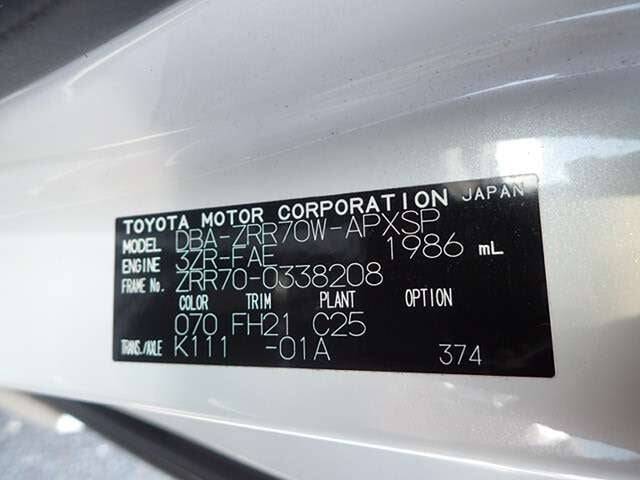 TOYOTA MOTOR CORPORATION JAPAN
MODEL DBA-ZRR70W-APXSP
ENGINE 3ZR-FAE 1986 mL
FRAME No. ZRR70-0338208
COLOR TRIM PLANT OPTION
070 FH21 C25
TRANS./AXLE K111 -01A 374